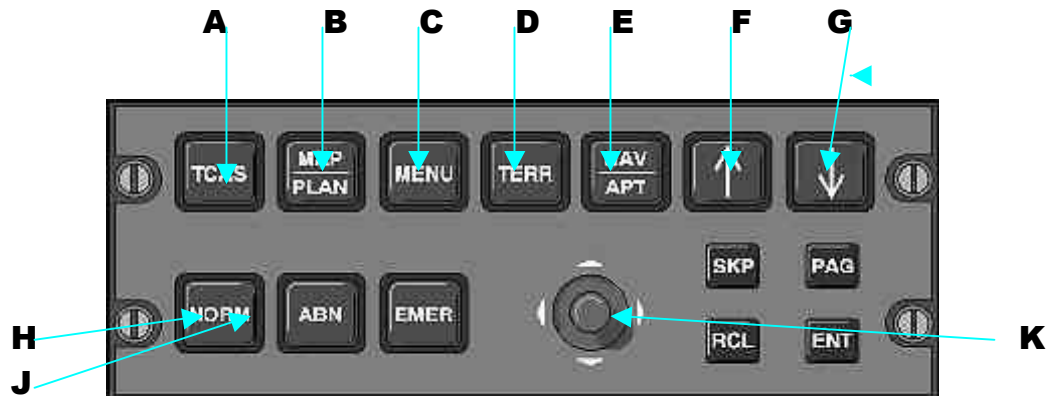 A B C D E F G
TCAS MAP PLAN MENU TERR NAV APT
SKP PAG
NORM ABN EMER
H RCL ENT K
J